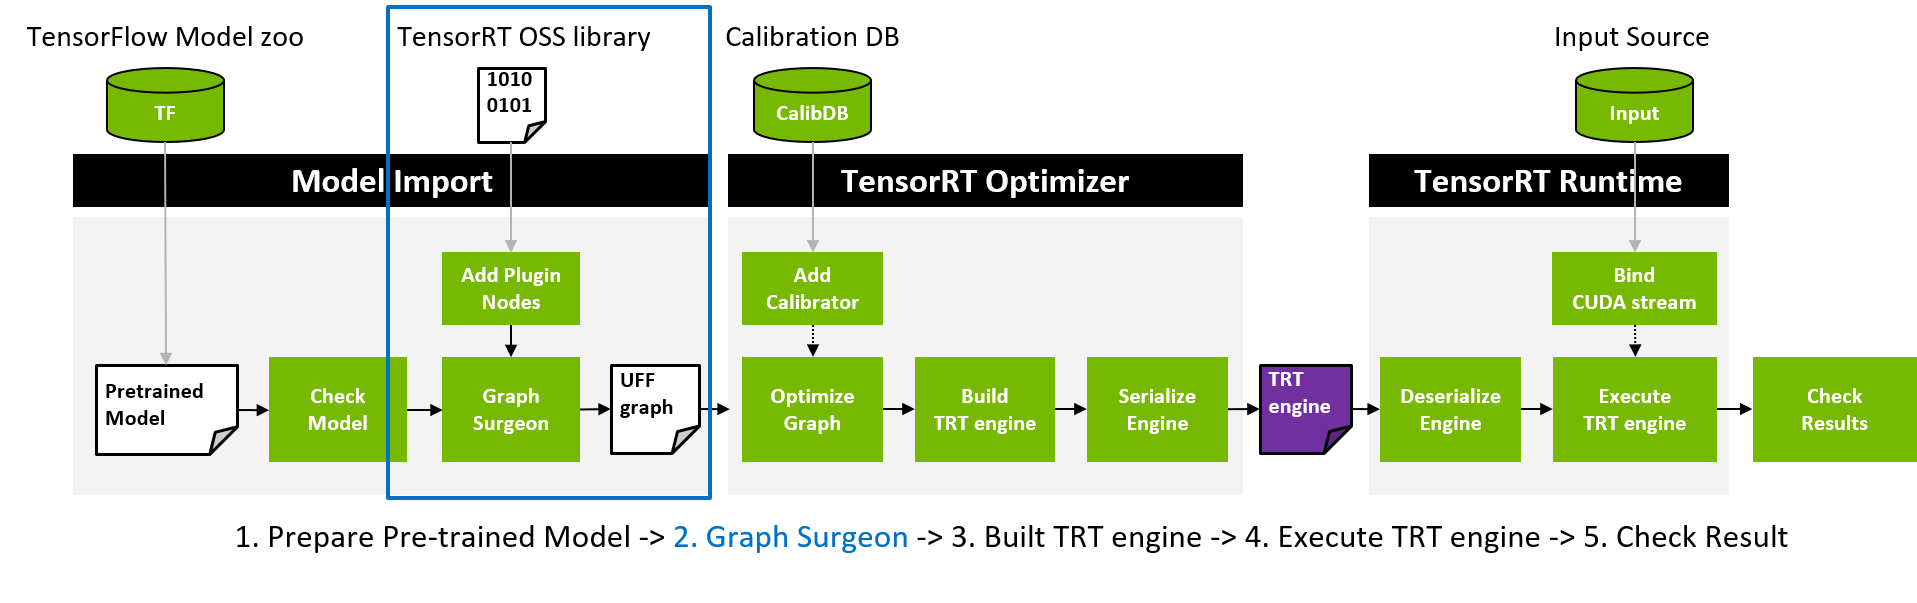 TensorFlow Model zoo
TensorRT OSS library
Calibration DB
Input Source
TF
1010
0101
CalibDB
Input
Model Import
TensorRT Optimizer
TensorRT Runtime
Add Plugin
Nodes
Add
Calibrator
Bind
CUDA stream
Pretrained
Model
Check
Model
Graph
Surgeon
UFF
graph
Optimize
Graph
Build
TRT engine
Serialize
Engine
TRT
engine
Deserialize
Engine
Execute
TRT engine
Check
Results
1. Prepare Pre-trained Model -> 2. Graph Surgeon -> 3. Built TRT engine -> 4. Execute TRT engine -> 5. Check Result